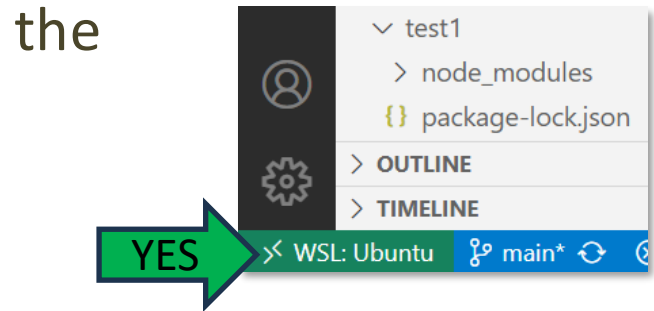 the
test1
node_modules
{} package-lock.json
OUTLINE
TIMELINE
YES
WSL: Ubuntu main*